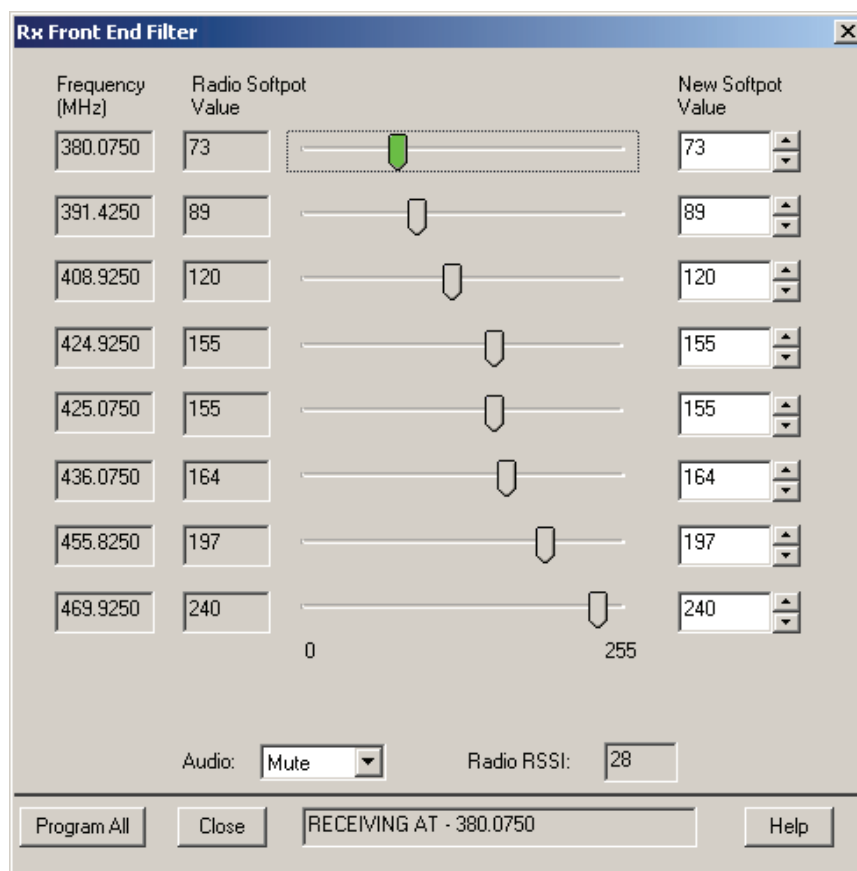 Rx Front End Filter
Frequency (MHz) Radio Softpot Value New Softpot Value
380.0750 73 73
391.4250 89 89
408.9250 120 120
424.9250 155 155
425.0750 155 155
436.0750 164 164
455.8250 197 197
469.9250 240 240
0 255
Audio: Mute Radio RSSI: 28
Program All Close RECEIVING AT - 380.0750 Help